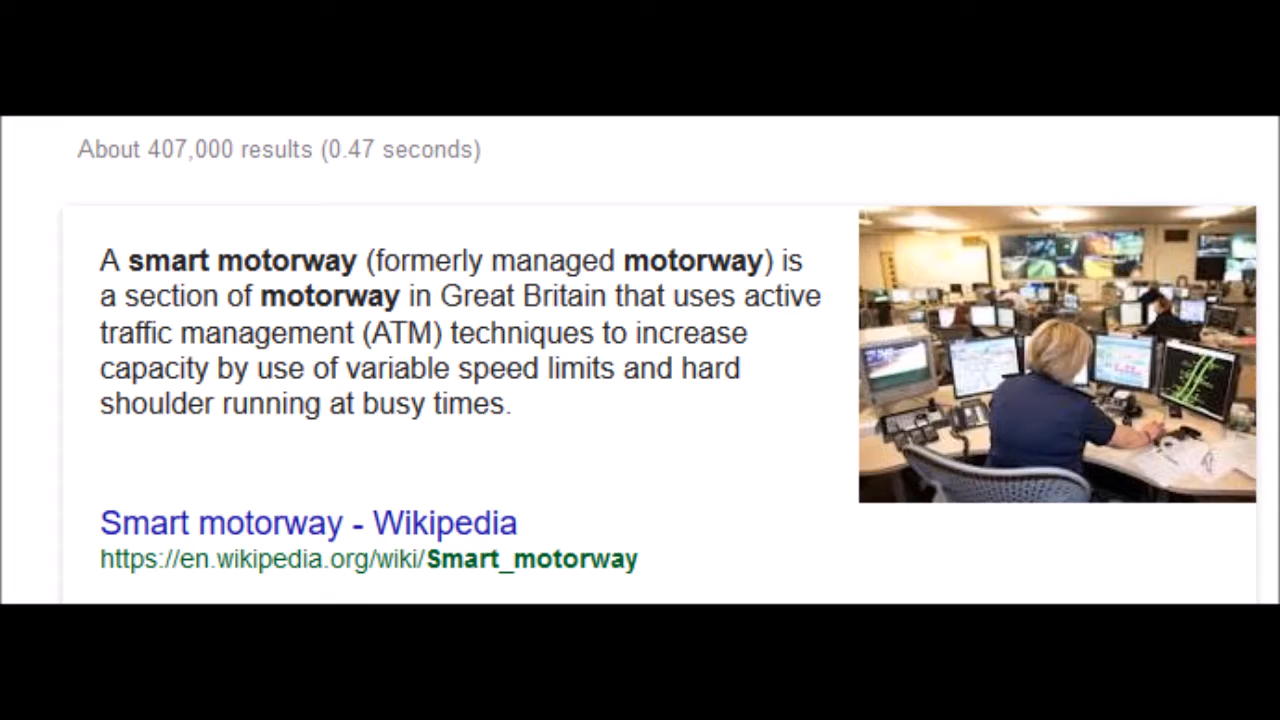 About 407,000 results (0.47 seconds)
A smart motorway (formerly managed motorway) is
a section of motorway in Great Britain that uses active
traffic management (ATM) techniques to increase
capacity by use of variable speed limits and hard
shoulder running at busy times.
Smart motorway - Wikipedia
https://en.wikipedia.org/wiki/Smart_motorway